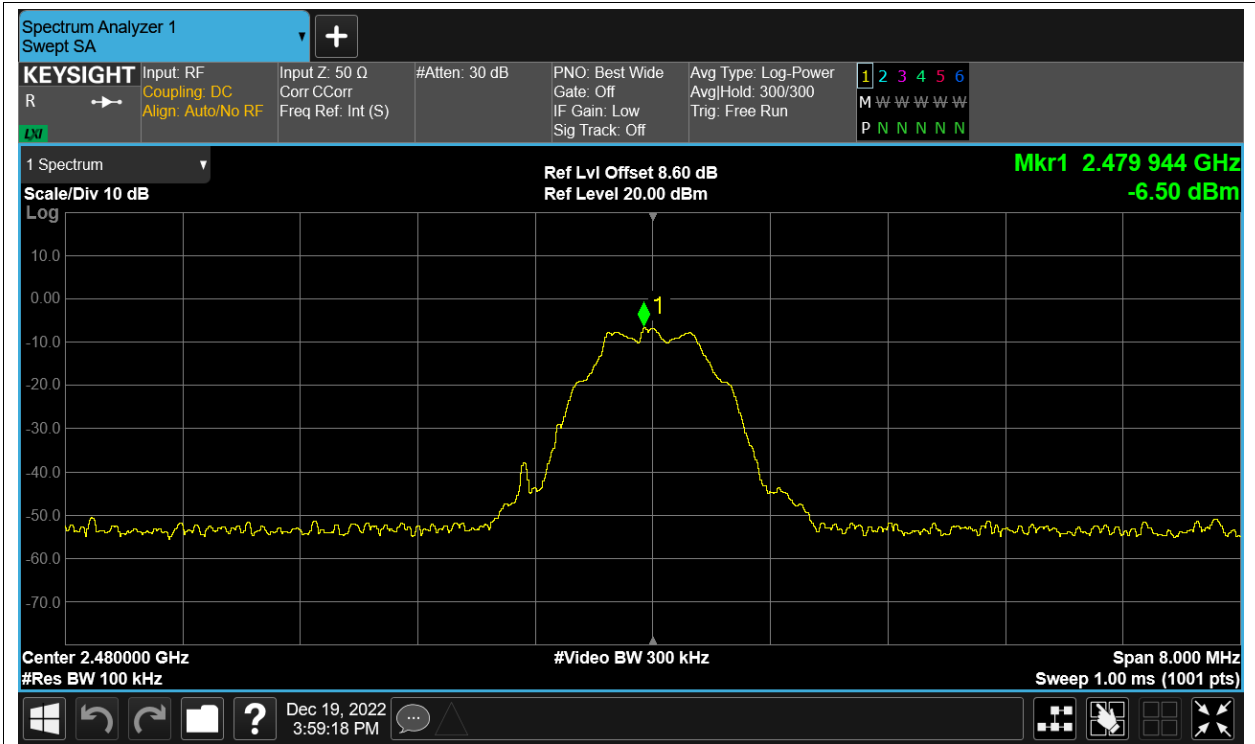 Spectrum Analyzer 1
Swept SA
KEYSIGHT
R
LXI
Input: RF
Coupling: DC
Align: Auto/No RF
Input Z: 50 Ω
Corr CCorr
Freq Ref: Int (S)
#Atten: 30 dB
PNO: Best Wide
Gate: Off
IF Gain: Low
Sig Track: Off
Avg Type: Log-Power
Avg|Hold: 300/300
Trig: Free Run
1 2 3 4 5 6
M W W W W W
P N N N N N
1 Spectrum
Scale/Div 10 dB
Log
Ref Lvl Offset 8.60 dB
Ref Level 20.00 dBm
Mkr1 2.479 944 GHz
-6.50 dBm
10.0
0.00
1
-10.0
-20.0
-30.0
-40.0
-50.0
-60.0
-70.0
Center 2.480000 GHz
#Res BW 100 kHz
#Video BW 300 kHz
Span 8.000 MHz
Sweep 1.00 ms (1001 pts)
?
Dec 19, 2022
3:59:18 PM